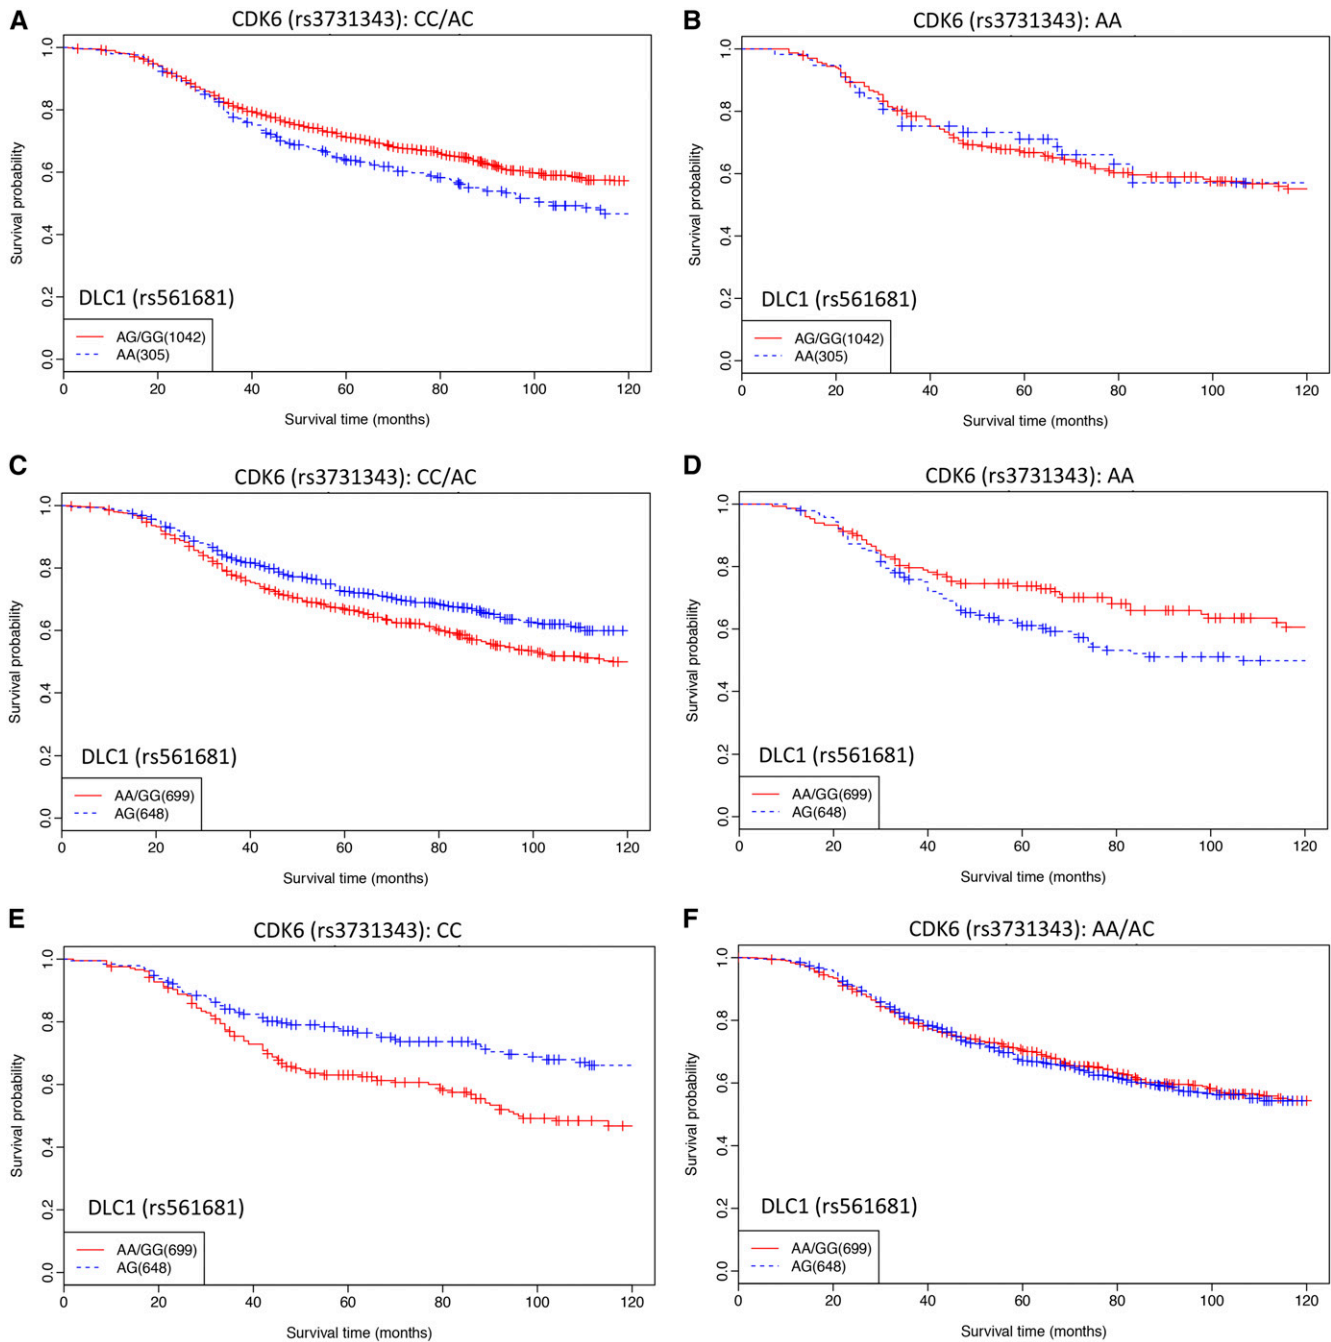 A
CDK6 (rs3731343): CC/AC
Survival probability
1.0
0.8
0.6
0.4
0.2
0.0
DLC1 (rs561681)
AG/GG(1042)
AA(305)
0 20 40 60 80 100 120
Survival time (months)
B
CDK6 (rs3731343): AA
Survival probability
1.0
0.8
0.6
0.4
0.2
0.0
DLC1 (rs561681)
AG/GG(1042)
AA(305)
0 20 40 60 80 100 120
Survival time (months)
C
CDK6 (rs3731343): CC/AC
Survival probability
1.0
0.8
0.6
0.4
0.2
0.0
DLC1 (rs561681)
AA/GG(699)
AG(648)
0 20 40 60 80 100 120
Survival time (months)
D
CDK6 (rs3731343): AA
Survival probability
1.0
0.8
0.6
0.4
0.2
0.0
DLC1 (rs561681)
AA/GG(699)
AG(648)
0 20 40 60 80 100 120
Survival time (months)
E
CDK6 (rs3731343): CC
Survival probability
1.0
0.8
0.6
0.4
0.2
0.0
DLC1 (rs561681)
AA/GG(699)
AG(648)
0 20 40 60 80 100 120
Survival time (months)
F
CDK6 (rs3731343): AA/AC
Survival probability
1.0
0.8
0.6
0.4
0.2
0.0
DLC1 (rs561681)
AA/GG(699)
AG(648)
0 20 40 60 80 100 120
Survival time (months)